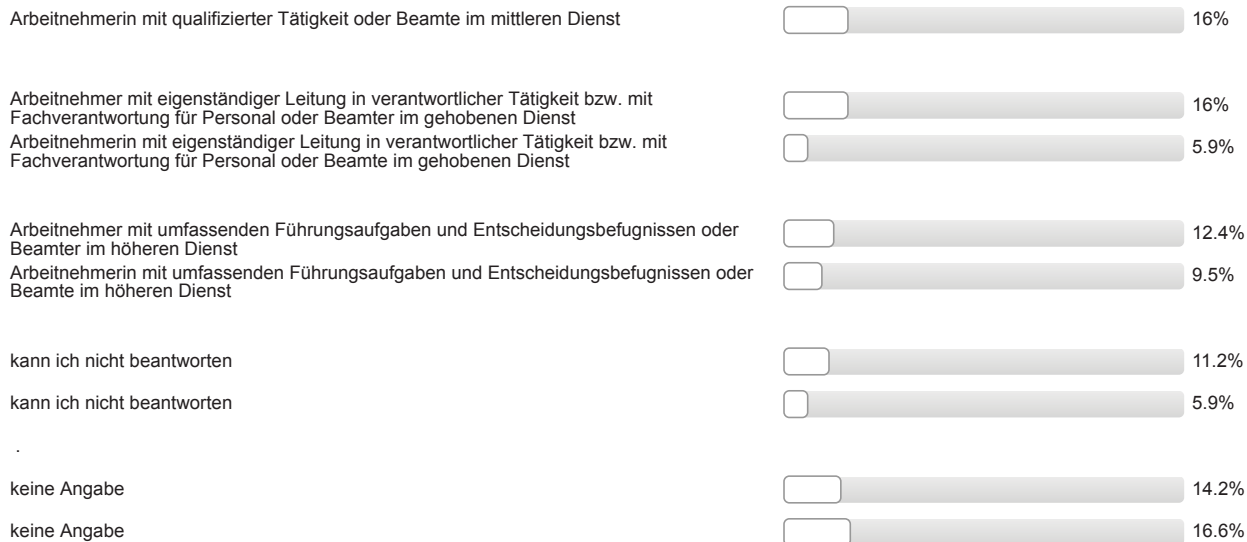 Arbeitnehmerin mit qualifizierter Tätigkeit oder Beamte im mittleren Dienst 16%
Arbeitnehmer mit eigenständiger Leitung in verantwortlicher Tätigkeit bzw. mit
Fachverantwortung für Personal oder Beamter im gehobenen Dienst 16%
Arbeitnehmerin mit eigenständiger Leitung in verantwortlicher Tätigkeit bzw. mit
Fachverantwortung für Personal oder Beamte im gehobenen Dienst 5.9%
Arbeitnehmer mit umfassenden Führungsaufgaben und Entscheidungsbefugnissen oder
Beamter im höheren Dienst 12.4%
Arbeitnehmerin mit umfassenden Führungsaufgaben und Entscheidungsbefugnissen oder
Beamte im höheren Dienst 9.5%
kann ich nicht beantworten 11.2%
kann ich nicht beantworten 5.9%
.
keine Angabe 14.2%
keine Angabe 16.6%